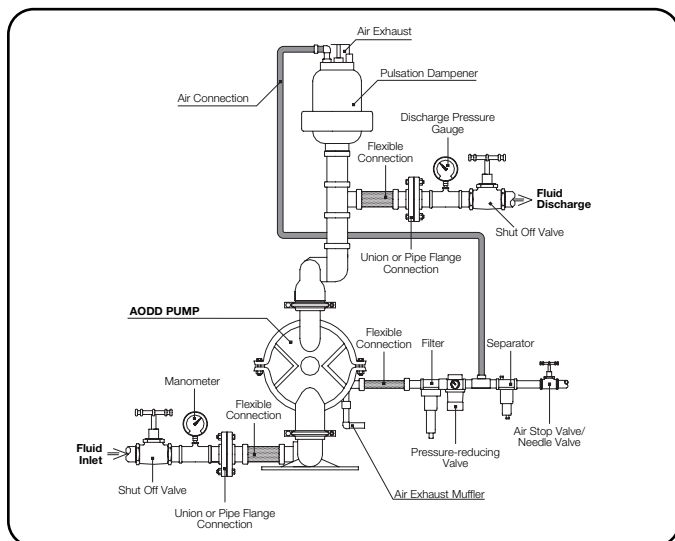 Air Exhaust
Pulsation Dampener
Air Connection
Discharge Pressure
Gauge
Flexible
Connection
Fluid
Discharge
Shut Off Valve
Union or Pipe Flange
Connection
AODD PUMP
Flexible
Connection
Filter
Separator
Manometer
Flexible
Connection
Fluid
Inlet
Air Stop Valve/
Needle Valve
Pressure-reducing
Valve
Shut Off Valve
Air Exhaust Muffler
Union or Pipe Flange
Connection